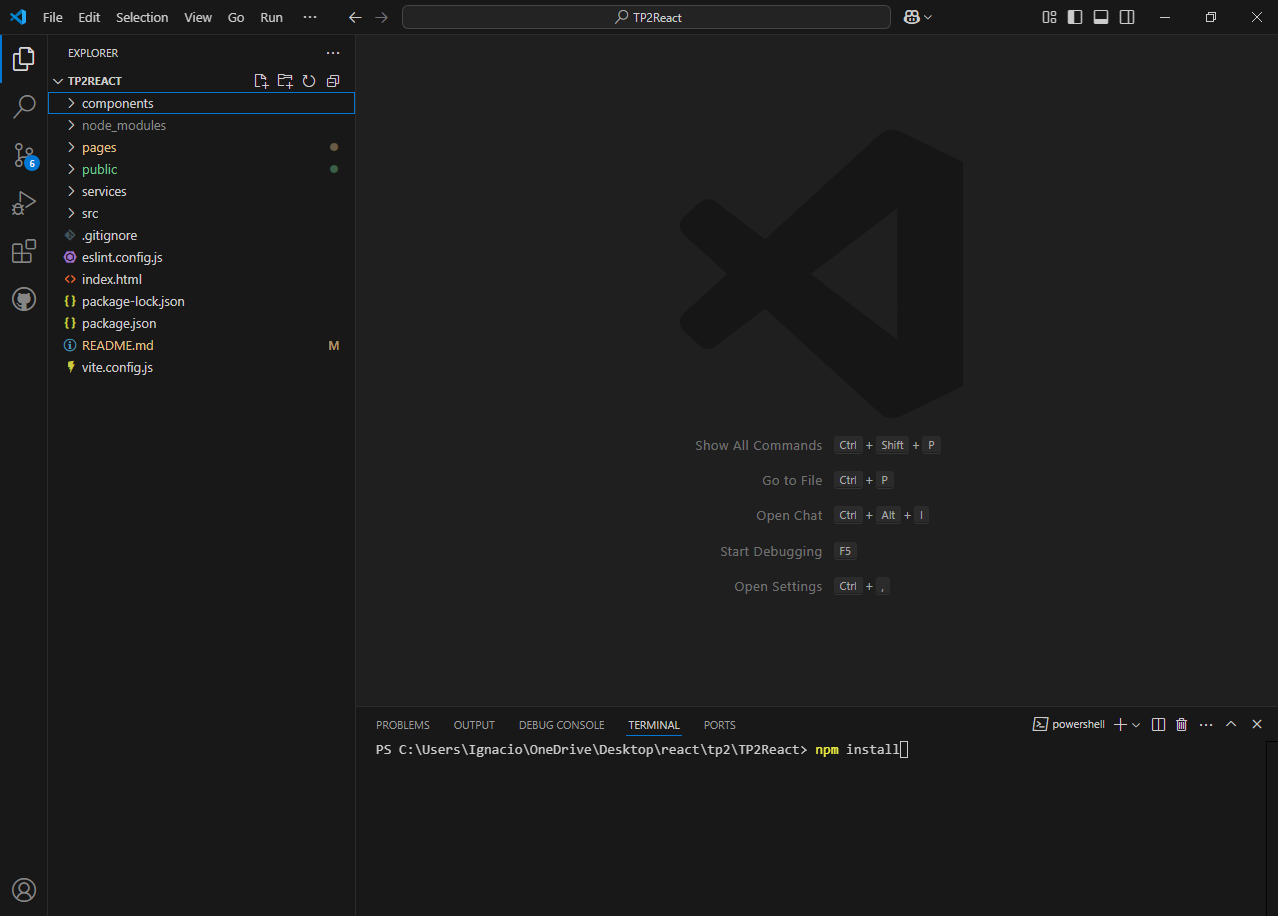 File Edit Selection View Go Run ··· TP2React
EXPLORER ···
TP2REACT
components
node_modules
pages
public
services
6
src
.gitignore
eslint.config.js
index.html
package-lock.json
package.json
README.md M
vite.config.js
Show All Commands Ctrl + Shift + P
Go to File Ctrl + P
Open Chat Ctrl + Alt + I
Start Debugging F5
Open Settings Ctrl + ,
PROBLEMS OUTPUT DEBUG CONSOLE TERMINAL PORTS powershell
PS C:\Users\Ignacio\OneDrive\Desktop\react\tp2\TP2React> npm install